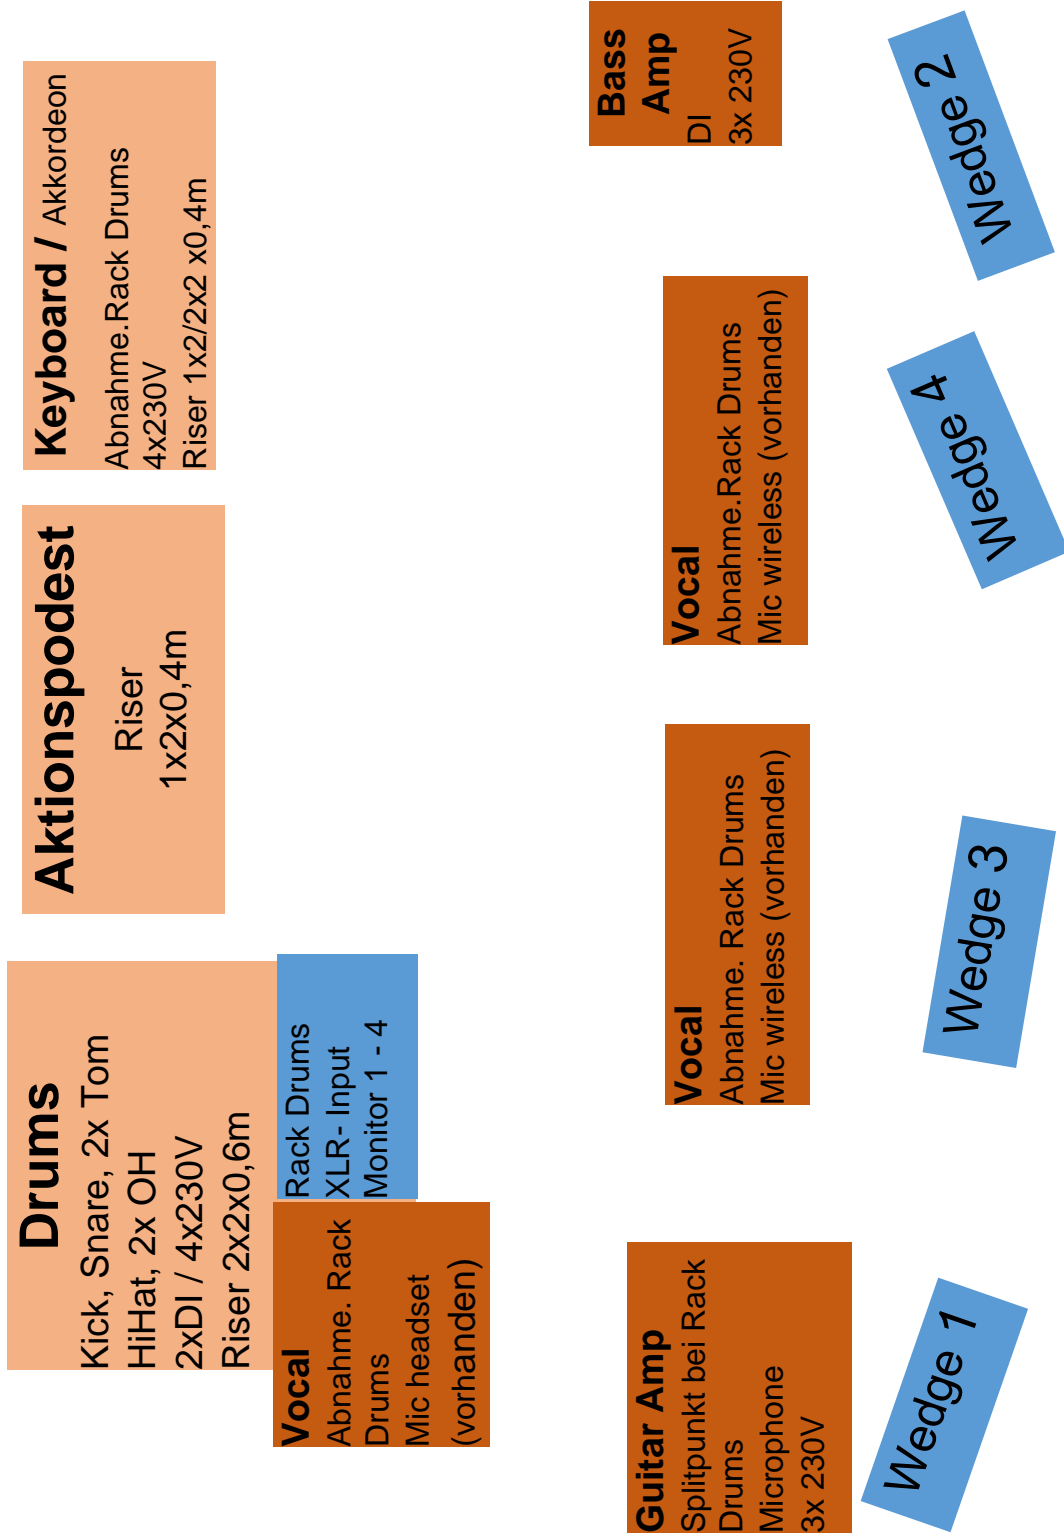 Drums
Kick, Snare, 2x Tom
HiHat, 2x OH
2xDI / 4x230V
Riser 2x2x0,6m
Aktionspodest
Riser
1x2x0,4m
Keyboard / Akkordeon
Abnahme.Rack Drums
4x230V
Riser 1x2/2x2 x0,4m
Vocal
Abnahme. Rack
Drums
Mic headset
(vorhanden)
Rack Drums
XLR- Input
Monitor 1 - 4
Guitar Amp
Splitpunkt bei Rack
Drums
Microphone
3x 230V
Vocal
Abnahme. Rack Drums
Mic wireless (vorhanden)
Vocal
Abnahme.Rack Drums
Mic wireless (vorhanden)
Bass
Amp
DI
3x 230V
Wedge 1
Wedge 3
Wedge 4
Wedge 2